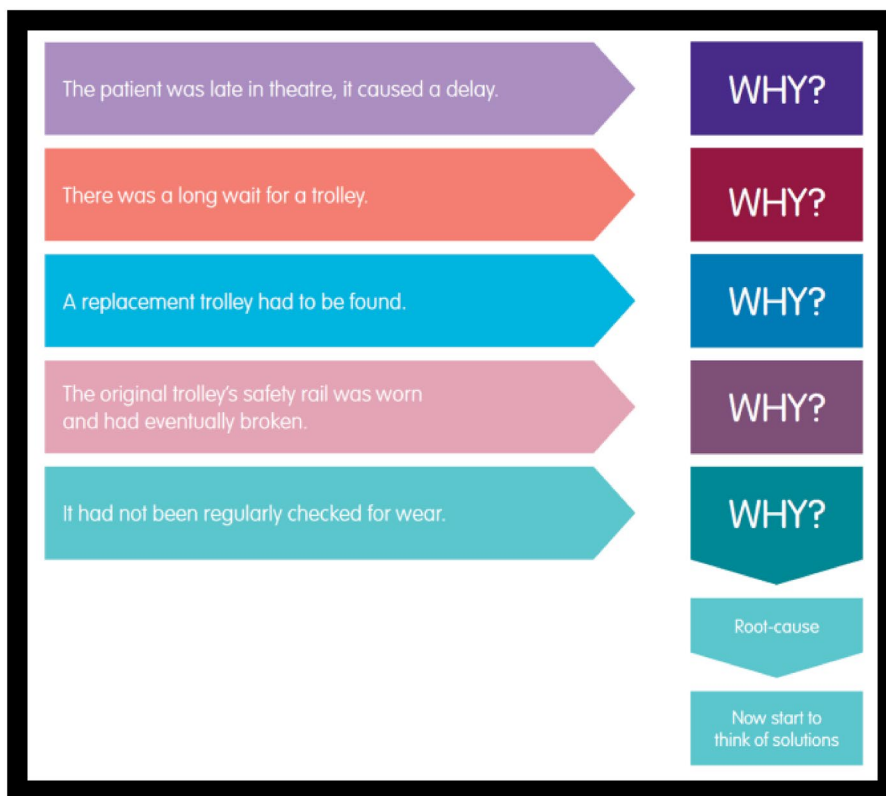 The patient was late in theatre, it caused a delay.
WHY?
There was a long wait for a trolley.
WHY?
A replacement trolley had to be found.
WHY?
The original trolley's safety rail was worn
and had eventually broken.
WHY?
It had not been regularly checked for wear.
WHY?
Root-cause
Now start to
think of solutions